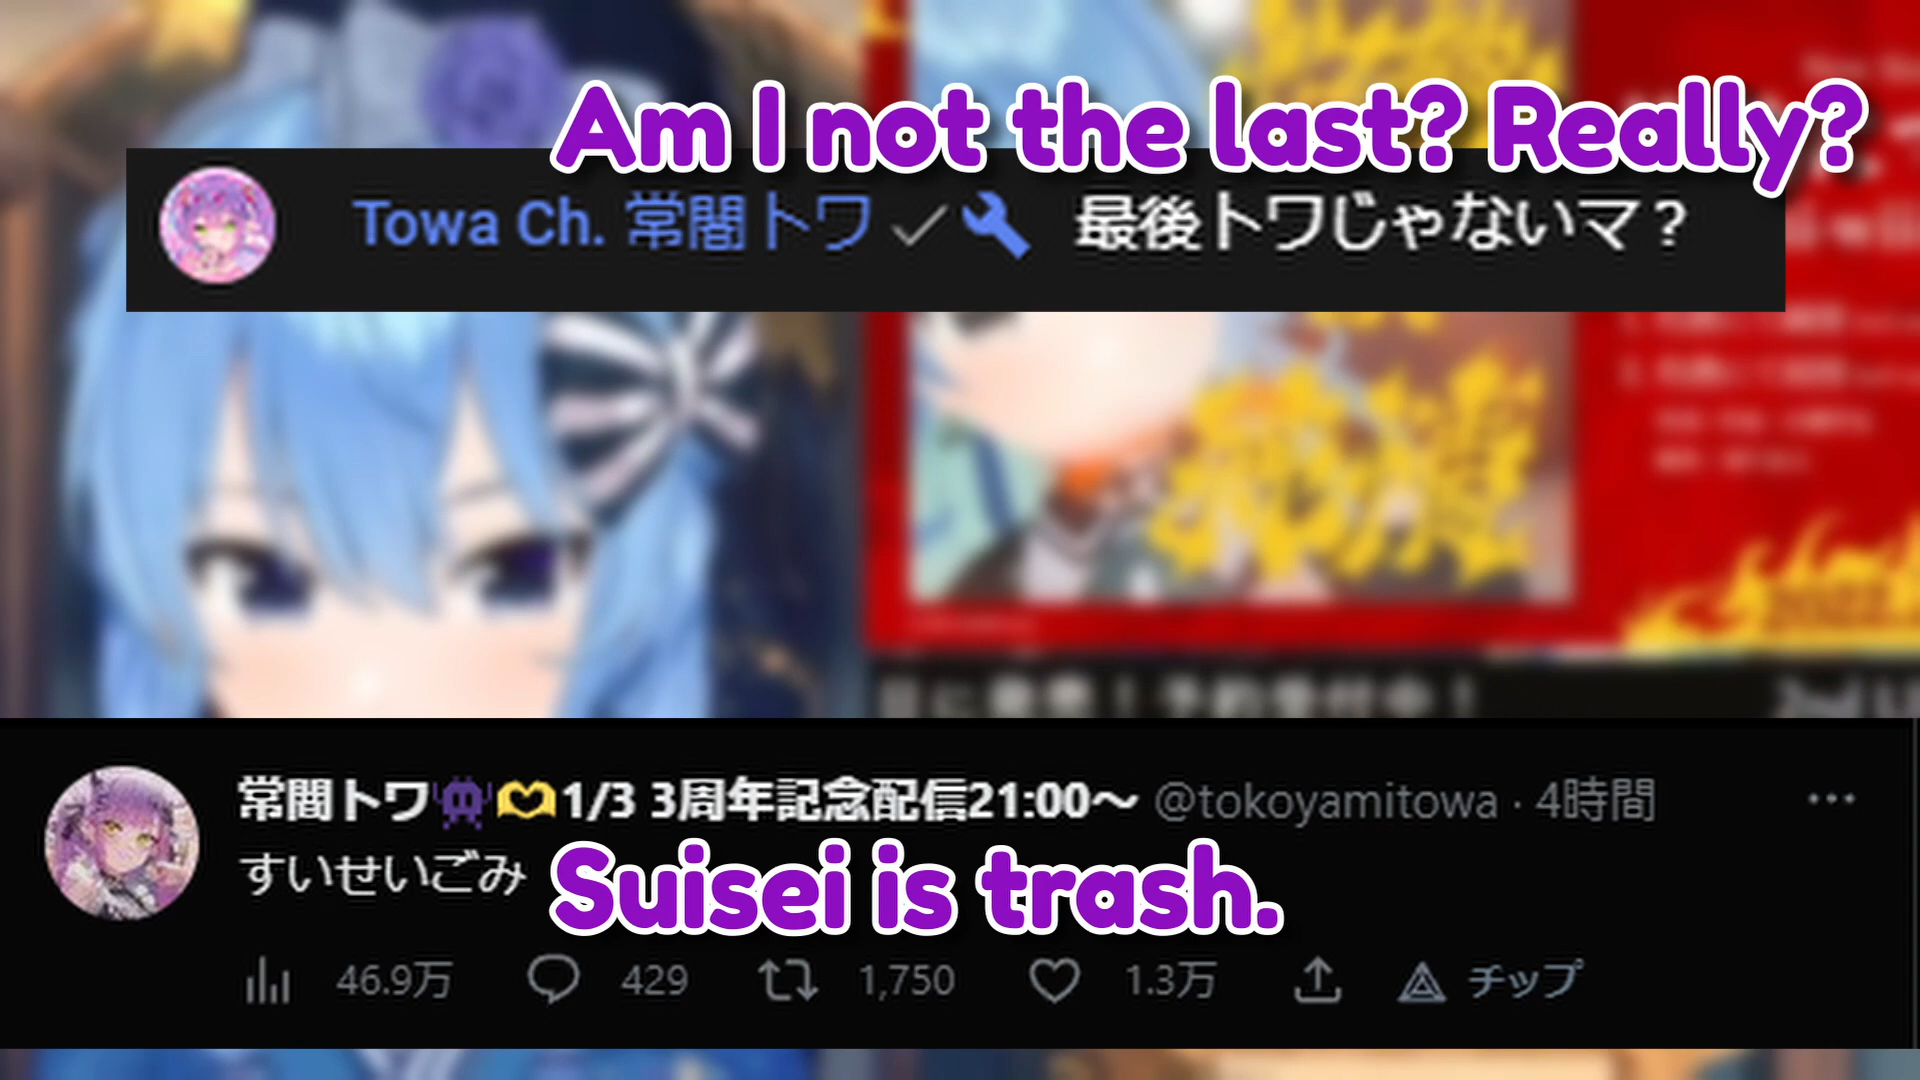 Am I not the last? Really?
Towa Ch. 常闇トワ 最後トワじゃないマ？
常闇トワ 1/3 3周年記念配信21:00～ @tokoyamitowa · 4時間
すいせいごみ
Suisei is trash.
46.9万 429 1,750 1.3万 チップ